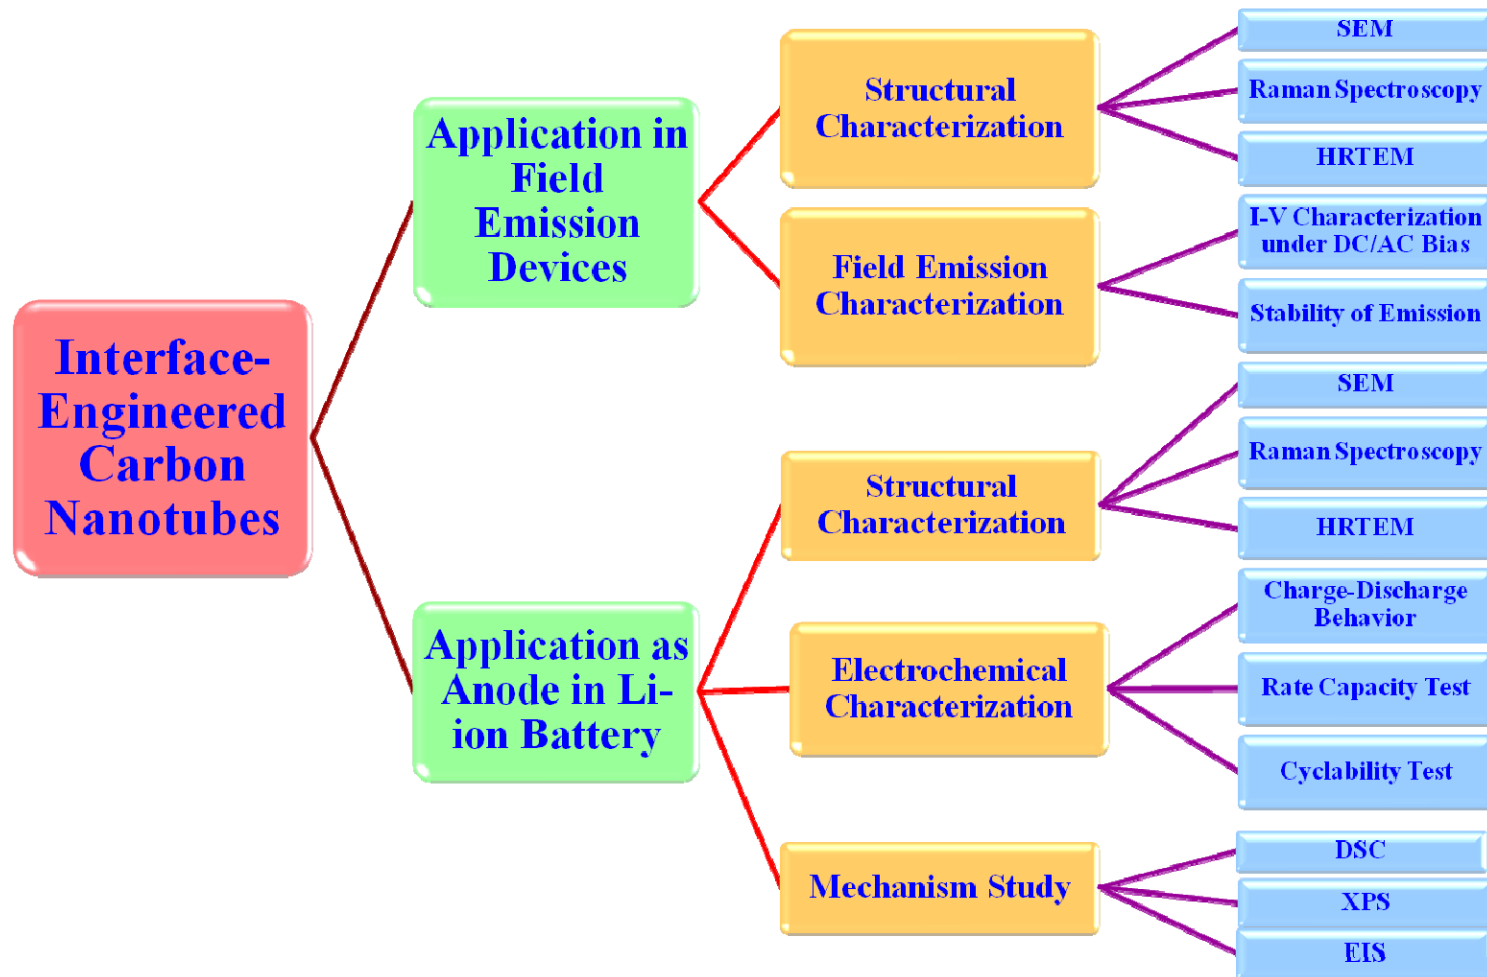 Interface-
Engineered
Carbon
Nanotubes
Application in
Field
Emission
Devices
Structural
Characterization
SEM
Raman Spectroscopy
HRTEM
Field Emission
Characterization
I-V Characterization
under DC/AC Bias
Stability of Emission
Application as
Anode in Li-
ion Battery
Structural
Characterization
SEM
Raman Spectroscopy
HRTEM
Electrochemical
Characterization
Charge-Discharge
Behavior
Rate Capacity Test
Cyclability Test
Mechanism Study
DSC
XPS
EIS